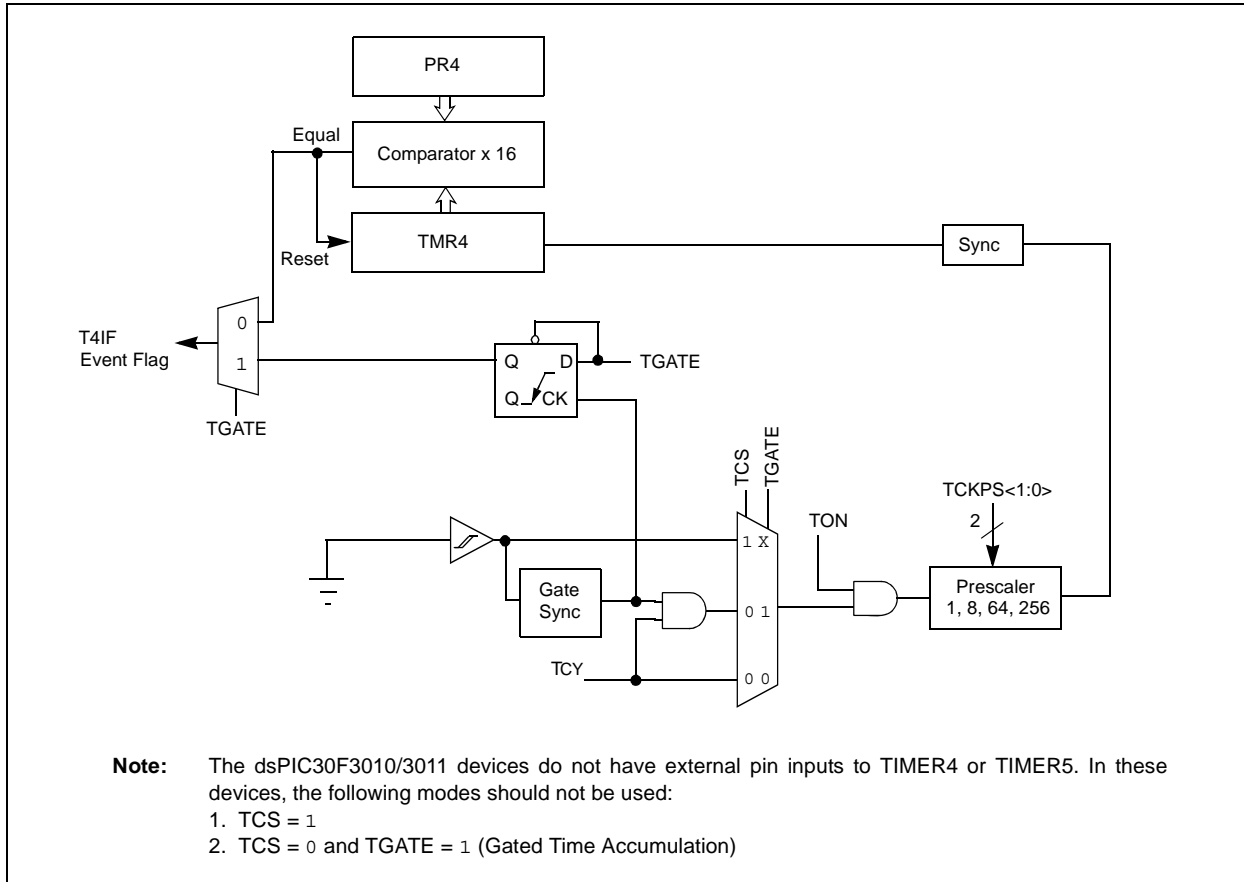 PR4
Equal
Comparator x 16
TMR4
Reset
Sync
0
T4IF
Event Flag
1
TGATE
Q
D
TGATE
Q
CK
TCS
TGATE
TCKPS<1:0>
2
TON
1 X
Prescaler
1, 8, 64, 256
Gate
Sync
0 1
TCY
0 0
Note: The dsPIC30F3010/3011 devices do not have external pin inputs to TIMER4 or TIMER5. In these
devices, the following modes should not be used:
1. TCS = 1
2. TCS = 0 and TGATE = 1 (Gated Time Accumulation)